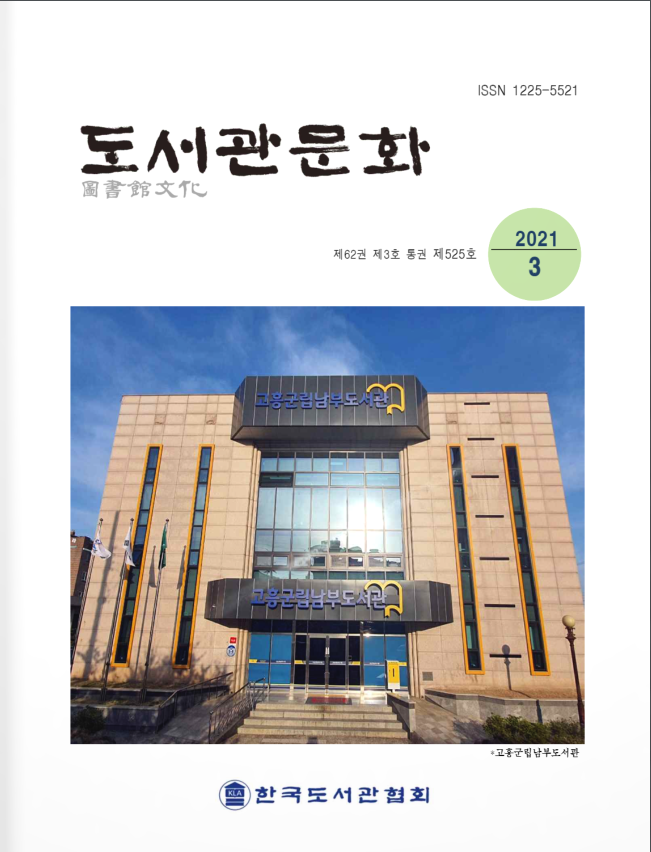 ISSN 1225-5521
도서관문화
圖書館文化
제62권 제3호 통권 제525호
2021
3
고흥군립남부도서관
고흥군립남부도서관
고흥군립남부도서관
KLA
한국도서관협회